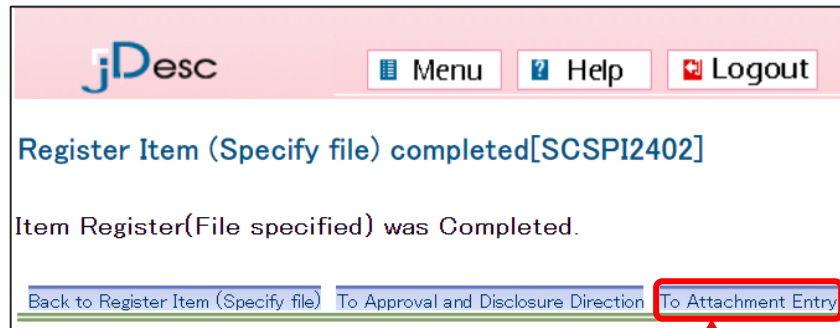 jDesc Menu Help Logout
Register Item (Specify file) completed[SCSPI2402]
Item Register(File specified) was Completed.
Back to Register Item (Specify file) To Approval and Disclosure Direction To Attachment Entry